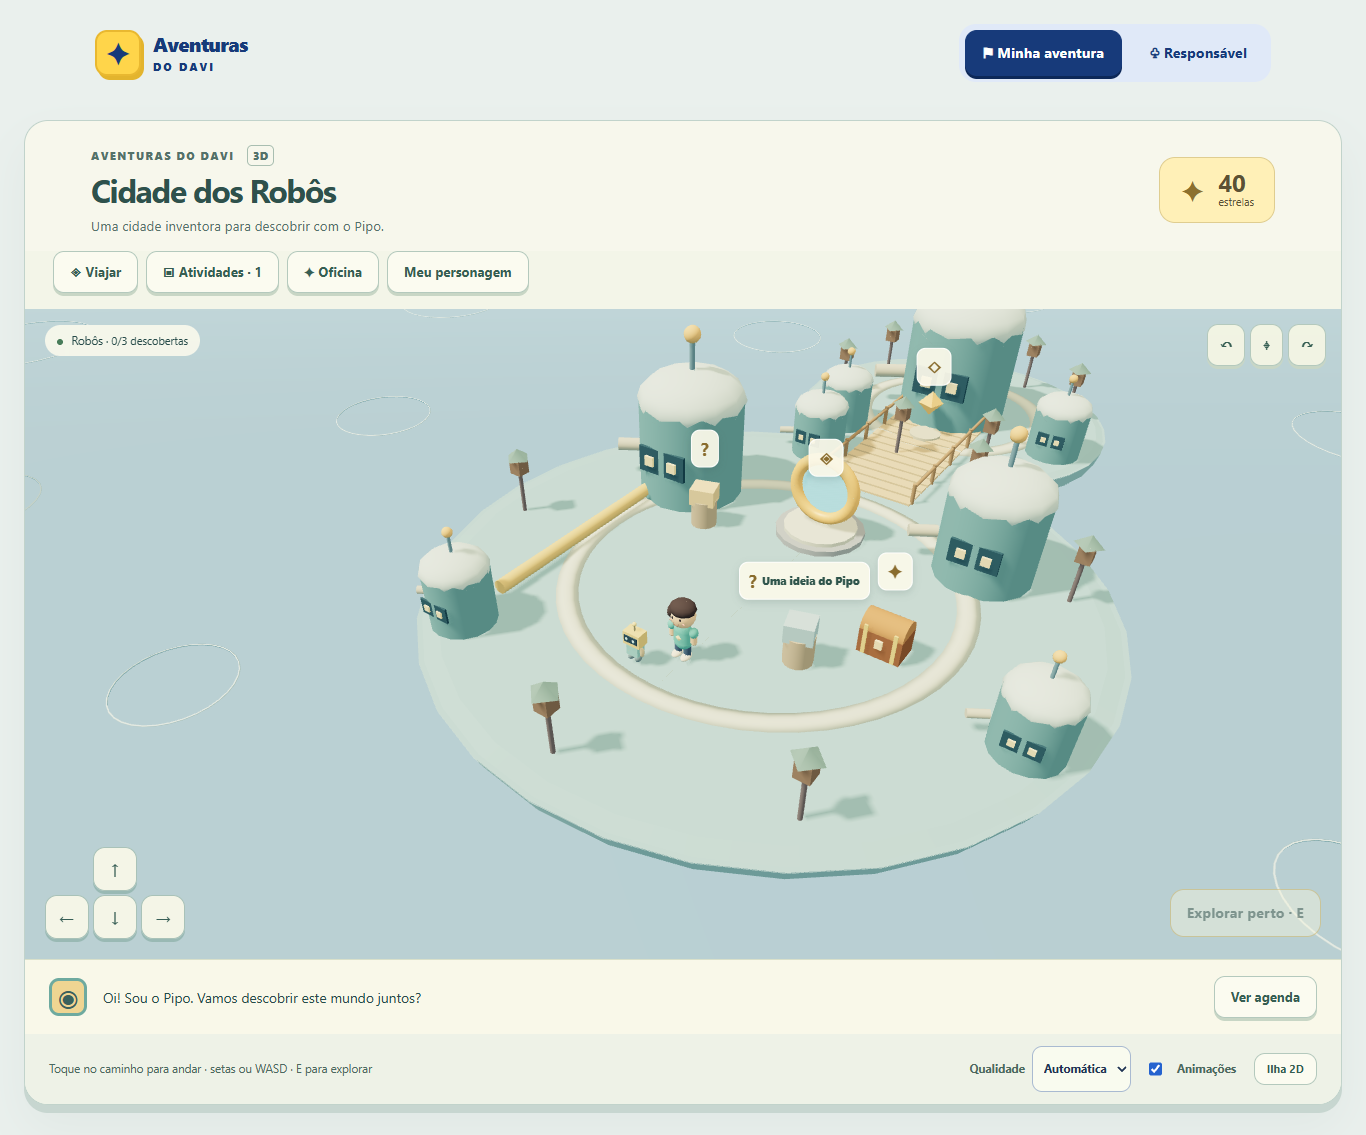 Aventuras
DO DAVI
Minha aventura
Responsável
AVENTURAS DO DAVI 3D
Cidade dos Robôs
Uma cidade inventora para descobrir com o Pipo.
40
estrelas
Viajar
Atividades · 1
Oficina
Meu personagem
Robôs · 0/3 descobertas
?
? Uma ideia do Pipo
Explorar perto · E
Oi! Sou o Pipo. Vamos descobrir este mundo juntos?
Ver agenda
Toque no caminho para andar · setas ou WASD · E para explorar
Qualidade
Automática
Animações
Ilha 2D